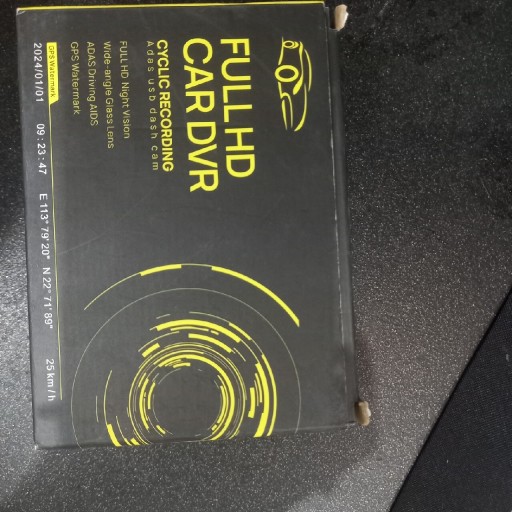 FULL HD
CAR DVR
CYCLIC RECORDING
Adas usb dash cam
FULL HD Night Vision
Wide-angle Glass Lens
ADAS Driving AIDS
GPS Watermark
GPS Watermark
2024/01/01 09:23:47 E 113° 79' 20" N 22° 71' 89" 25 km/h